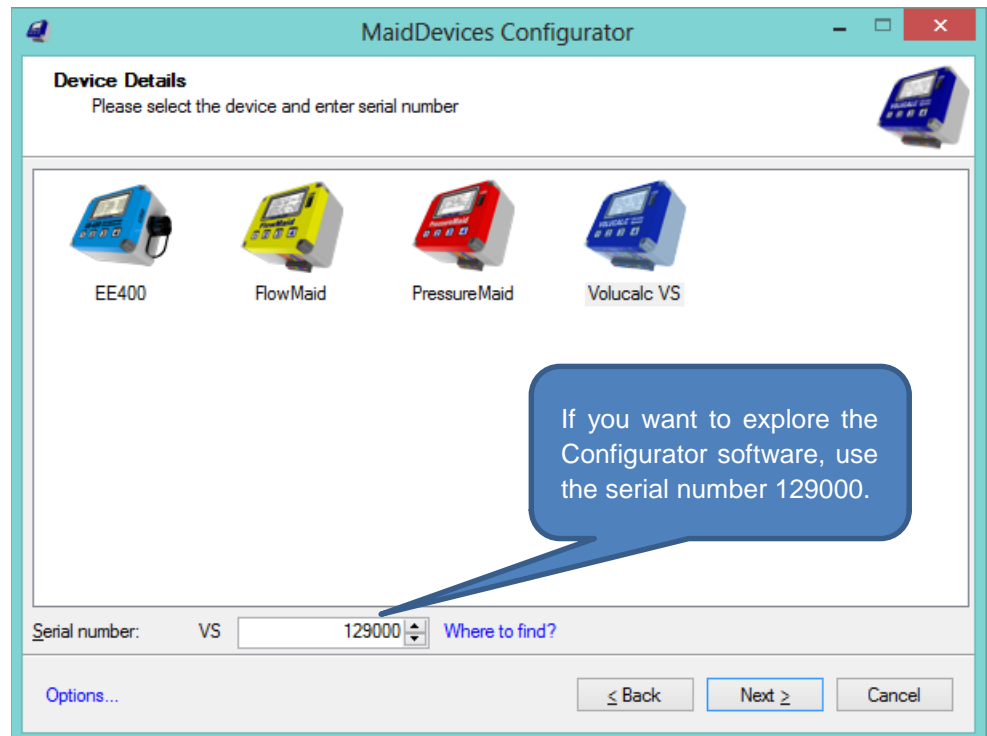 MaidDevices Configurator
Device Details
Please select the device and enter serial number
EE400
FlowMaid
PressureMaid
Volucalc VS
If you want to explore the
Configurator software, use
the serial number 129000.
Serial number: VS 129000 Where to find?
Options... < Back Next > Cancel